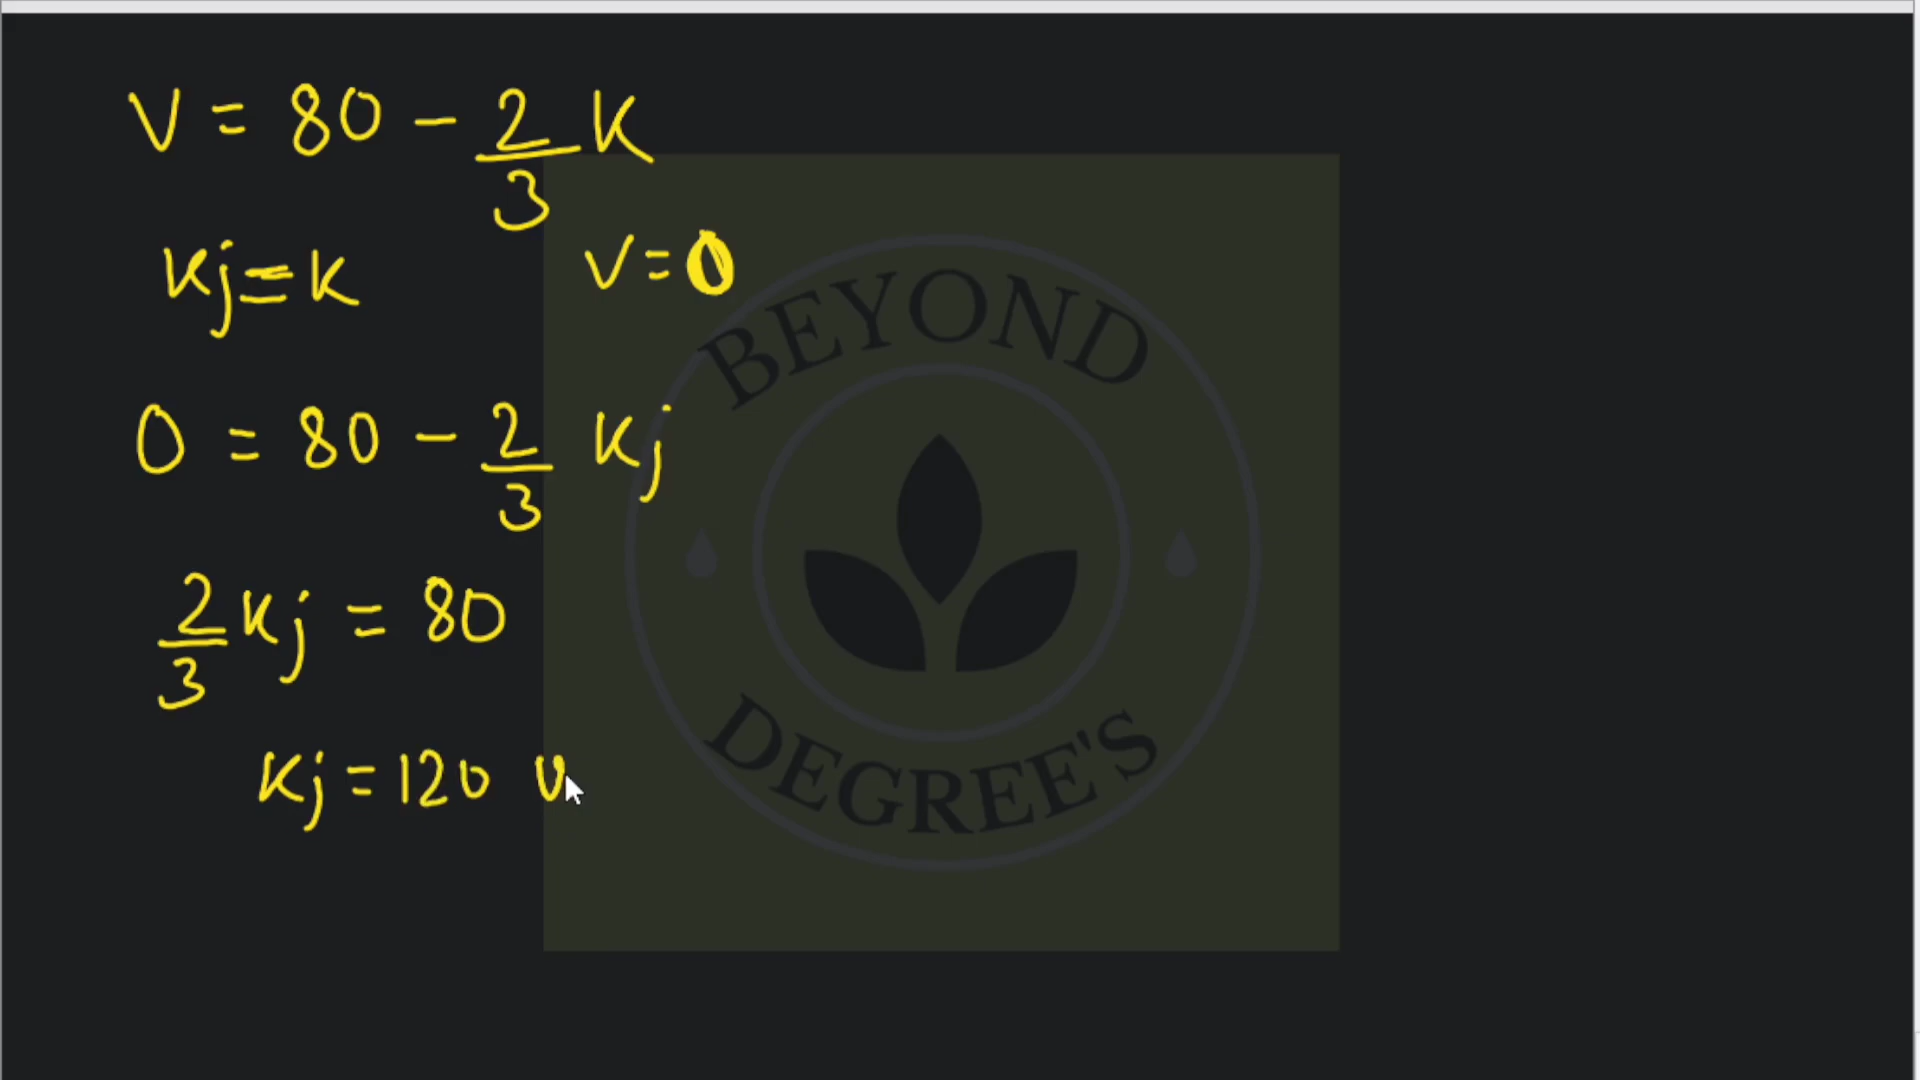 V = 80 - 2/3 K
Kj = K V = 0
0 = 80 - 2/3 Kj
2/3 Kj = 80
Kj = 120 v
BEYOND
DEGREE'S